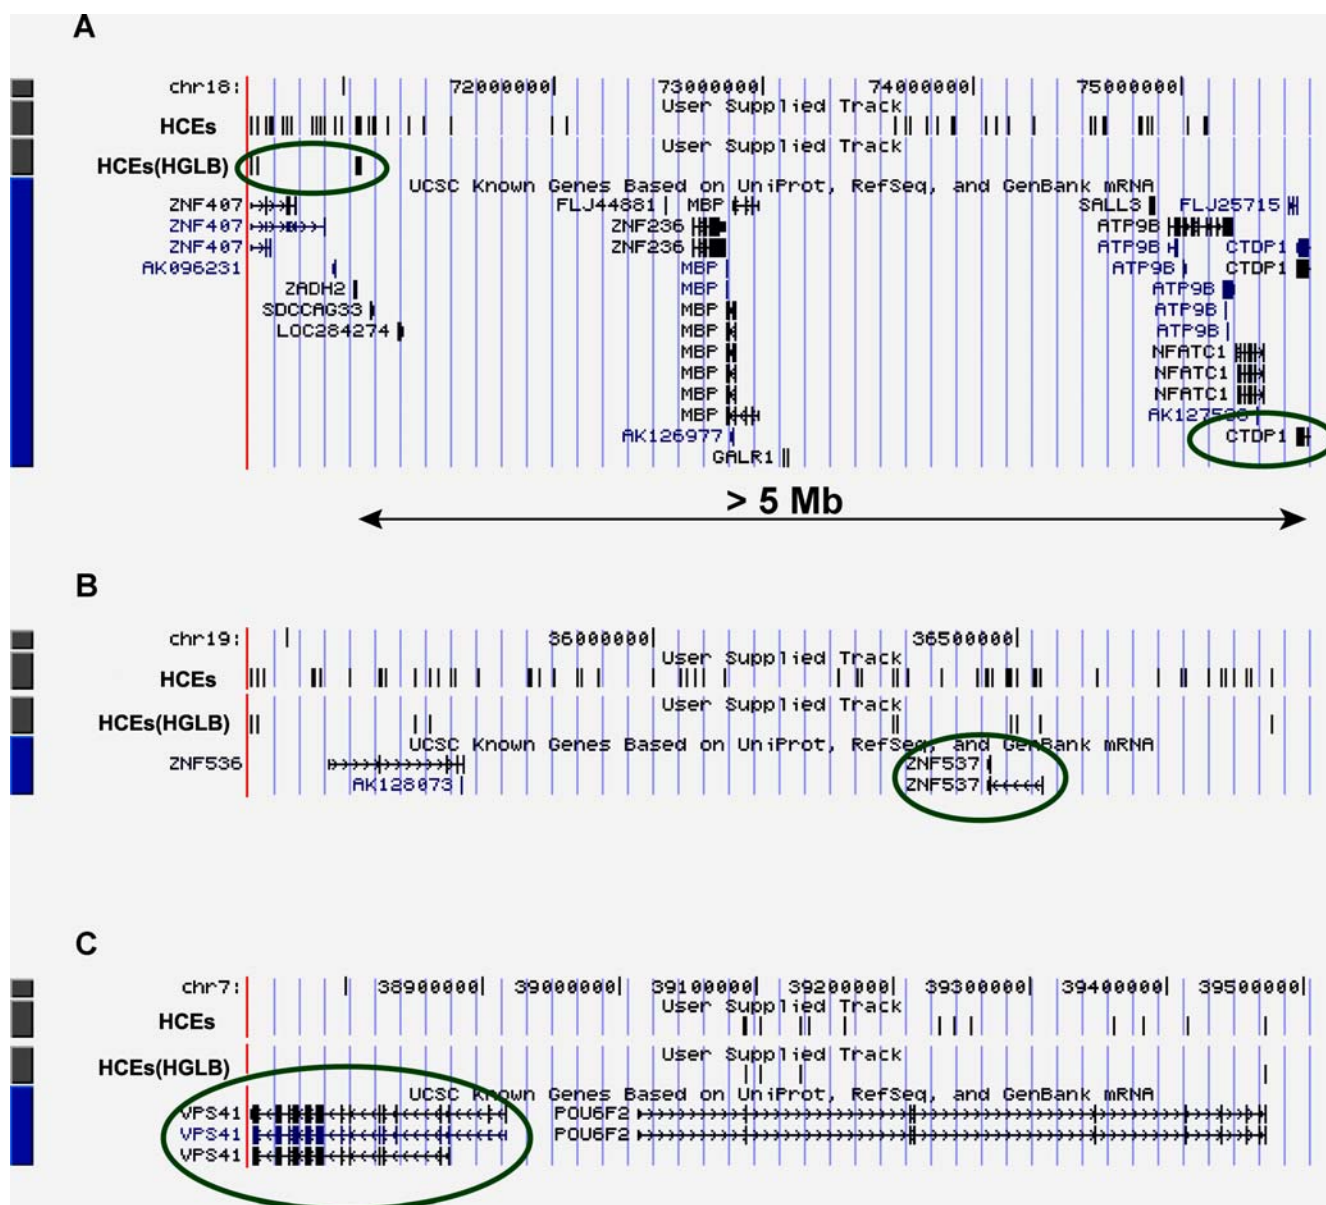 A
chr18: 72000000| 73000000| 74000000| 75000000|
User Supplied Track
HCEs
User Supplied Track
HCEs(HGLB)
UCSC Known Genes Based on UniProt, RefSeq, and GenBank mRNA
ZNF407 FLJ44881 MBP SALL3 FLJ25715
ZNF407 ZNF236 ATP9B
ZNF407 ZNF236 ATP9B CTDP1
AK096231 MBP ATP9B CTDP1
ZADH2 MBP ATP9B
SDCCAG33 MBP ATP9B
LOC284274 MBP ATP9B
MBP NFATC1
MBP NFATC1
MBP NFATC1
MBP
AK126977 CTDP1
GALR1
> 5 Mb
B
chr19: 36000000| 36500000|
User Supplied Track
HCEs
User Supplied Track
HCEs(HGLB)
UCSC Known Genes Based on UniProt, RefSeq, and GenBank mRNA
ZNF536 ZNF537
AK128073 ZNF537
C
chr7: 38900000| 39000000| 39100000| 39200000| 39300000| 39400000| 39500000|
User Supplied Track
HCEs
User Supplied Track
HCEs(HGLB)
UCSC Known Genes Based on UniProt, RefSeq, and GenBank mRNA
VPS41 POU6F2
VPS41 POU6F2
VPS41